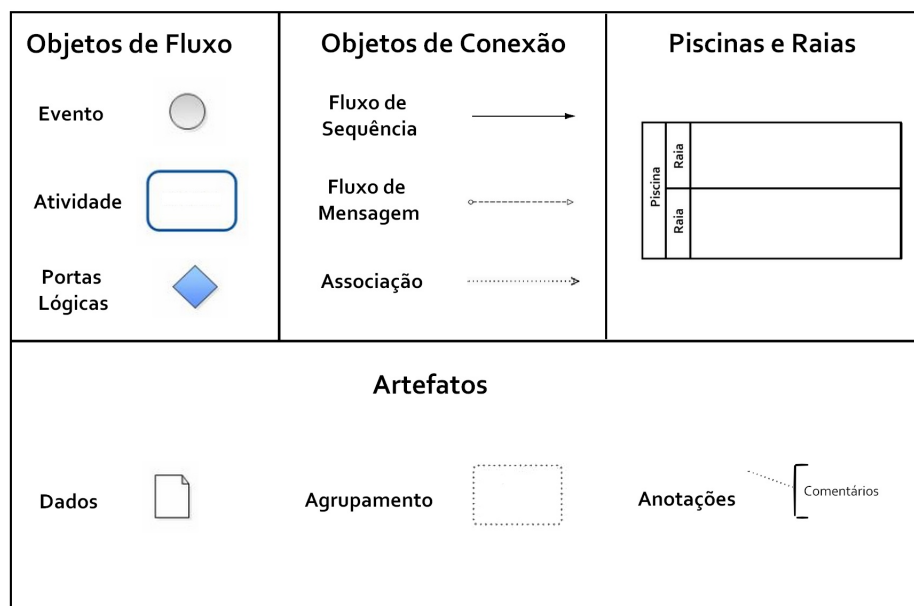 Objetos de Fluxo
Evento
Atividade
Portas
Lógicas
Objetos de Conexão
Fluxo de
Sequência
Fluxo de
Mensagem
Associação
Piscinas e Raias
Piscina
Raia
Raia
Artefatos
Dados
Agrupamento
Anotações
Comentários